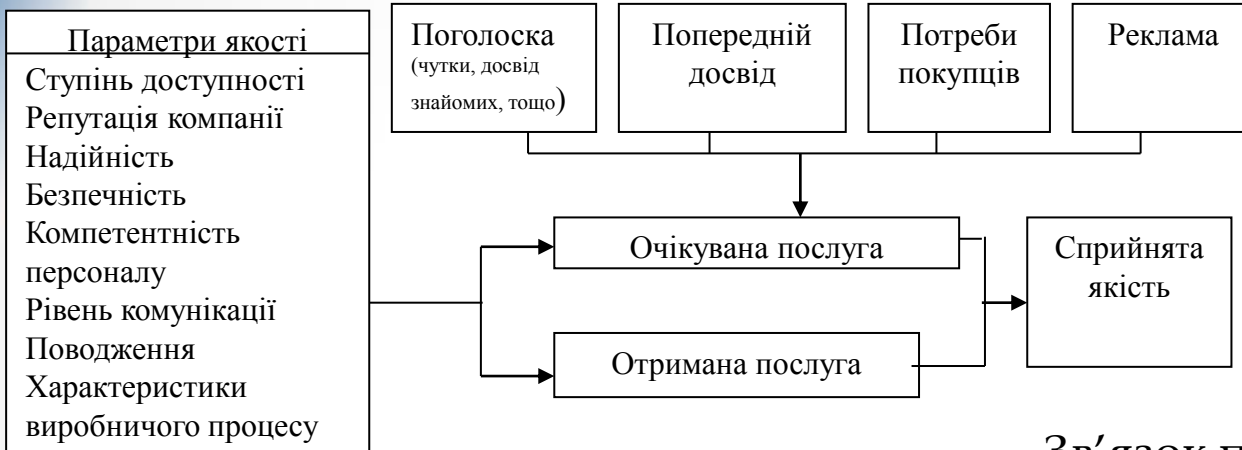 Параметри якості
Ступінь доступності
Репутація компанії
Надійність
Безпечність
Компетентність
персоналу
Рівень комунікації
Поводження
Характеристики
виробничого процесу
Поголоска
(чутки, досвід
знайомих, тощо)
Попередній
досвід
Потреби
покупців
Реклама
Очікувана послуга
Отримана послуга
Сприйнята
якість